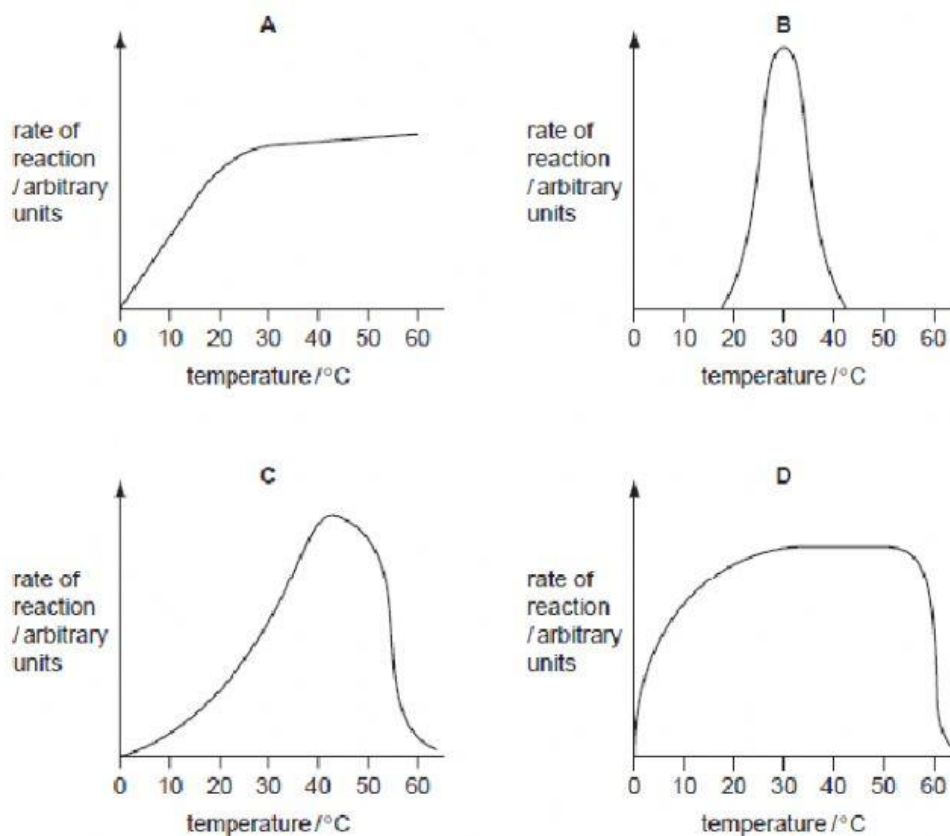 A
rate of
reaction
/ arbitrary
units
0 10 20 30 40 50 60
temperature /°C
B
rate of
reaction
/ arbitrary
units
0 10 20 30 40 50 60
temperature /°C
C
rate of
reaction
/ arbitrary
units
0 10 20 30 40 50 60
temperature /°C
D
rate of
reaction
/ arbitrary
units
0 10 20 30 40 50 60
temperature /°C